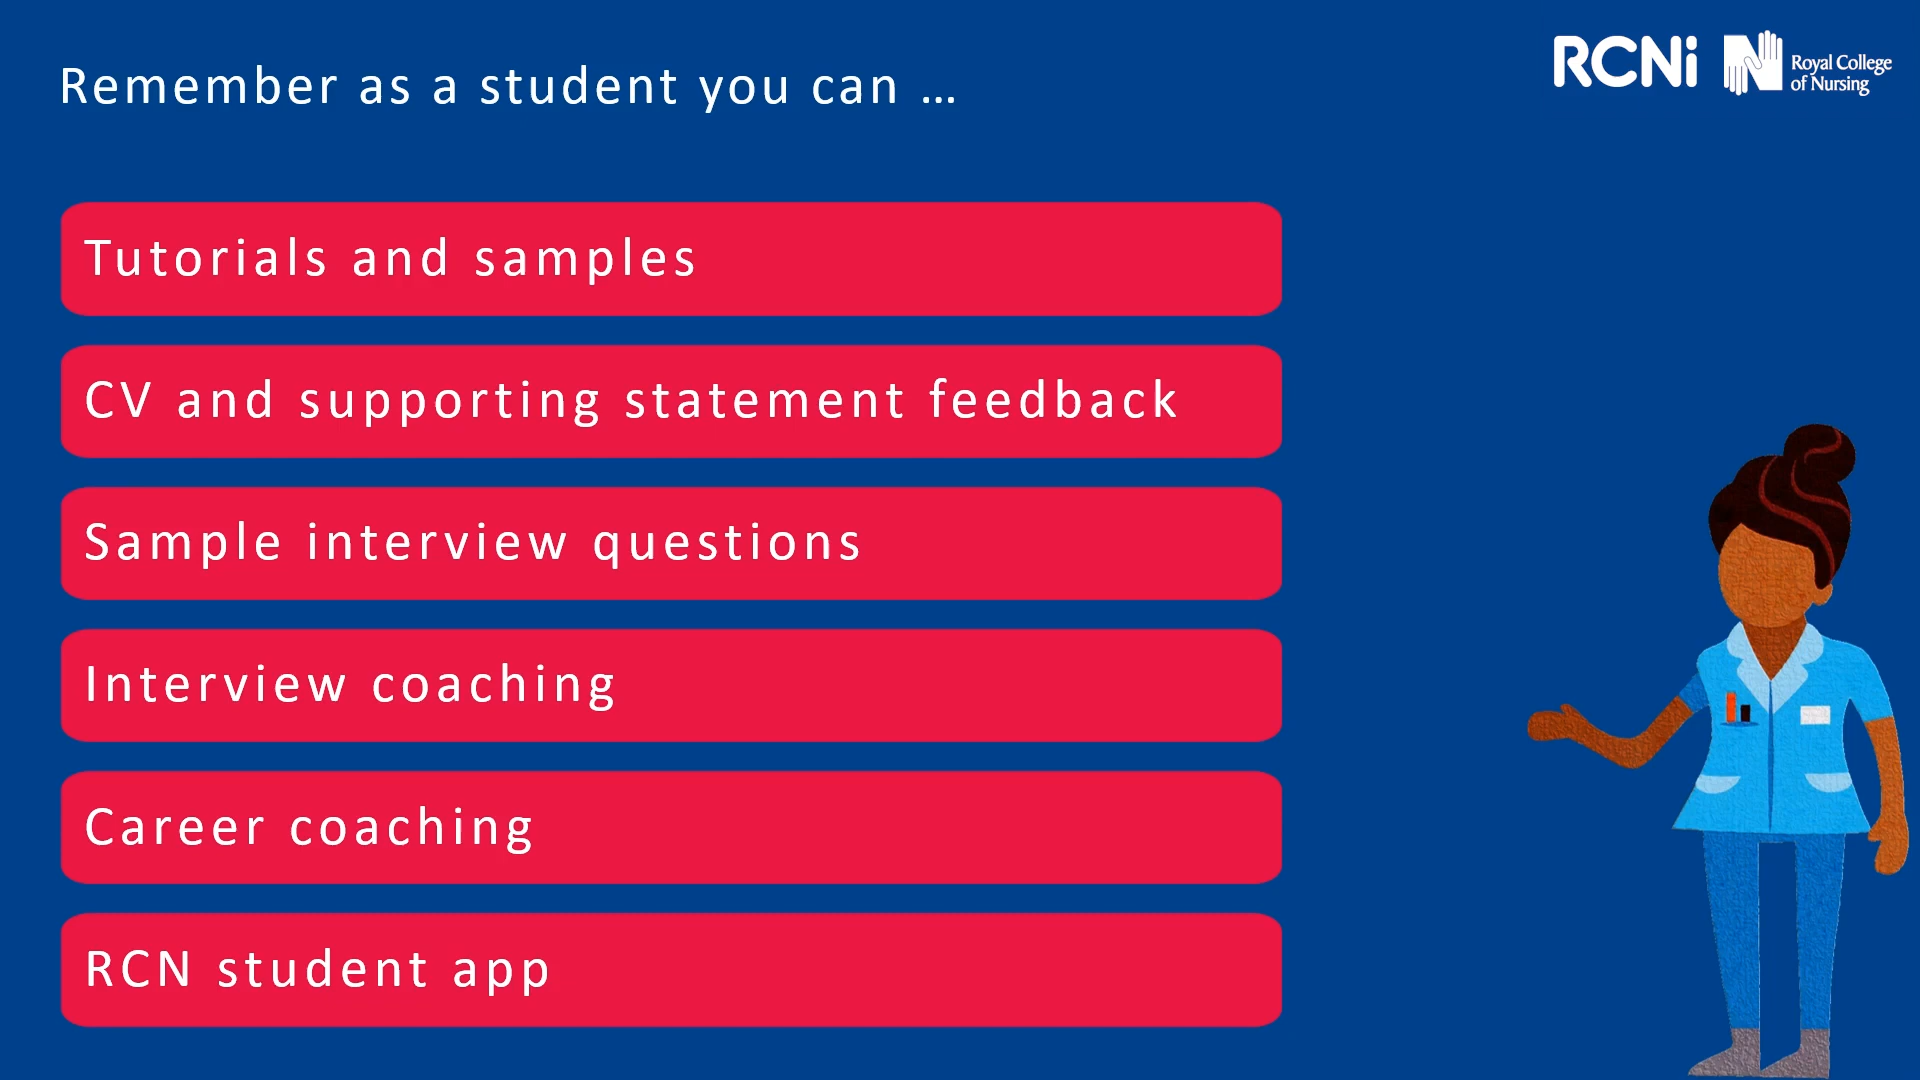 Remember as a student you can …
RCNi
Royal College
of Nursing
Tutorials and samples
CV and supporting statement feedback
Sample interview questions
Interview coaching
Career coaching
RCN student app